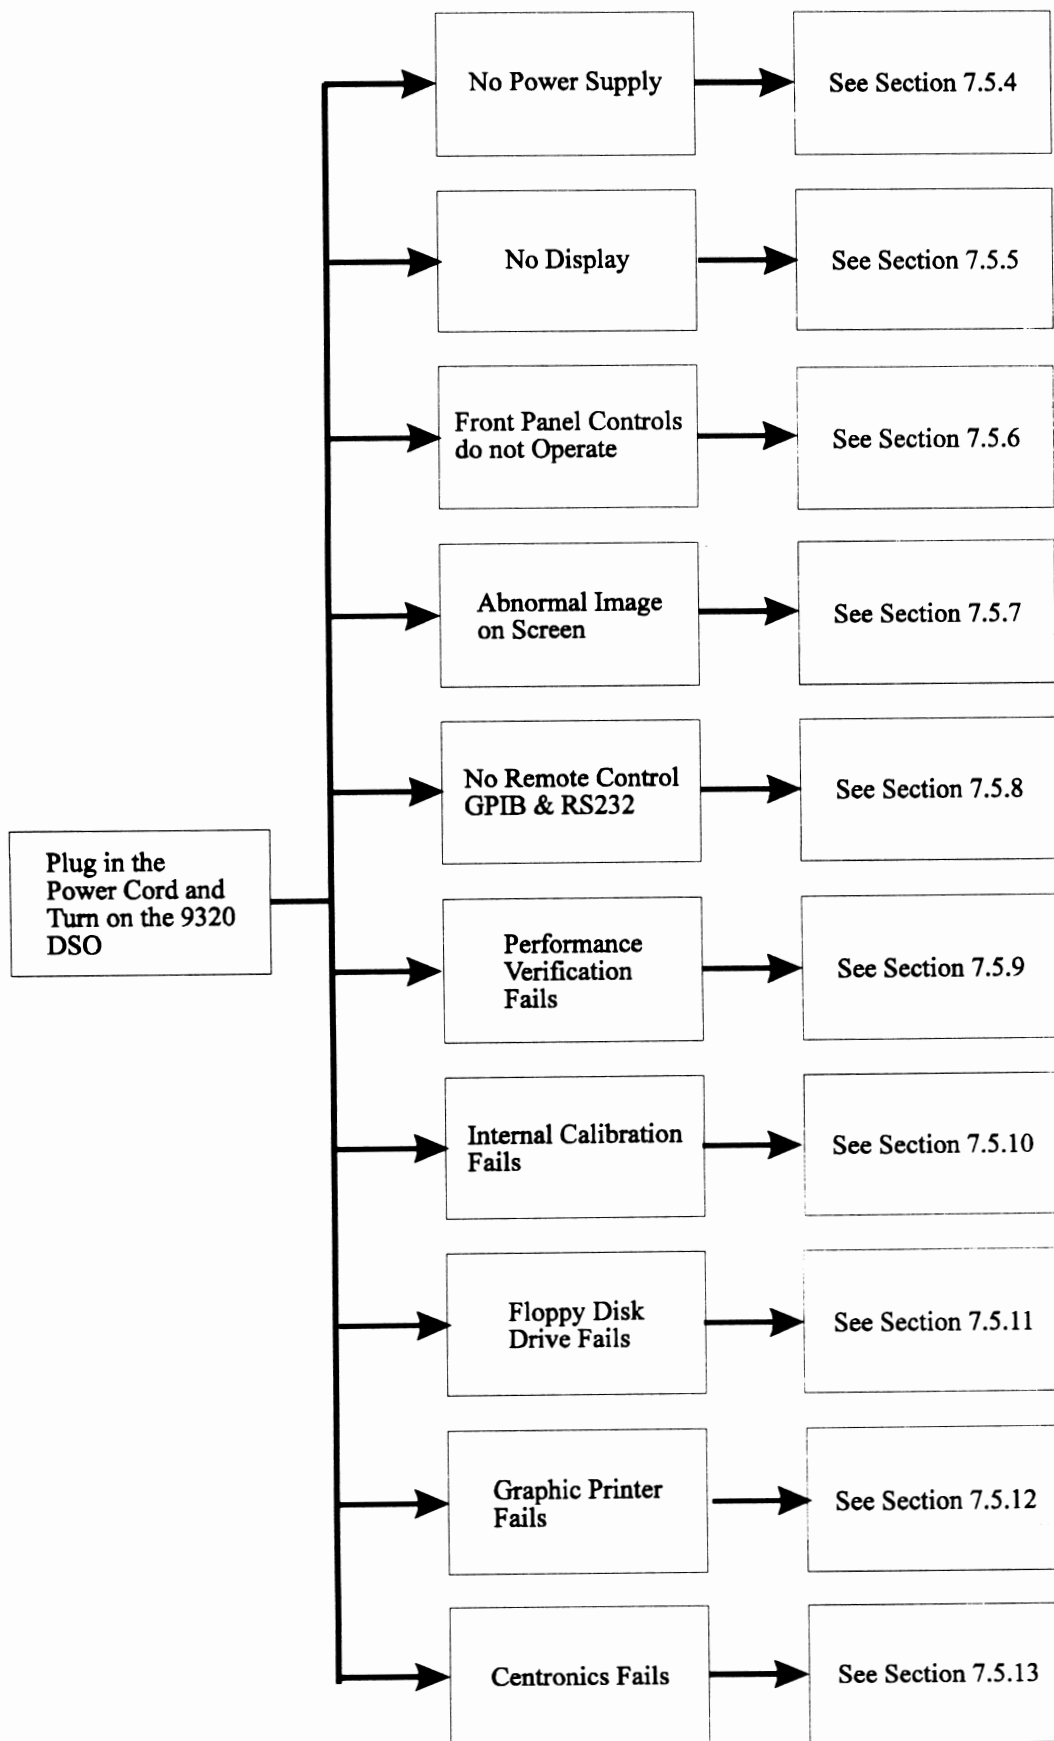 No Power Supply
See Section 7.5.4
No Display
See Section 7.5.5
Front Panel Controls
do not Operate
See Section 7.5.6
Abnormal Image
on Screen
See Section 7.5.7
No Remote Control
GPIB & RS232
See Section 7.5.8
Plug in the
Power Cord and
Turn on the 9320
DSO
Performance
Verification
Fails
See Section 7.5.9
Internal Calibration
Fails
See Section 7.5.10
Floppy Disk
Drive Fails
See Section 7.5.11
Graphic Printer
Fails
See Section 7.5.12
Centronics Fails
See Section 7.5.13